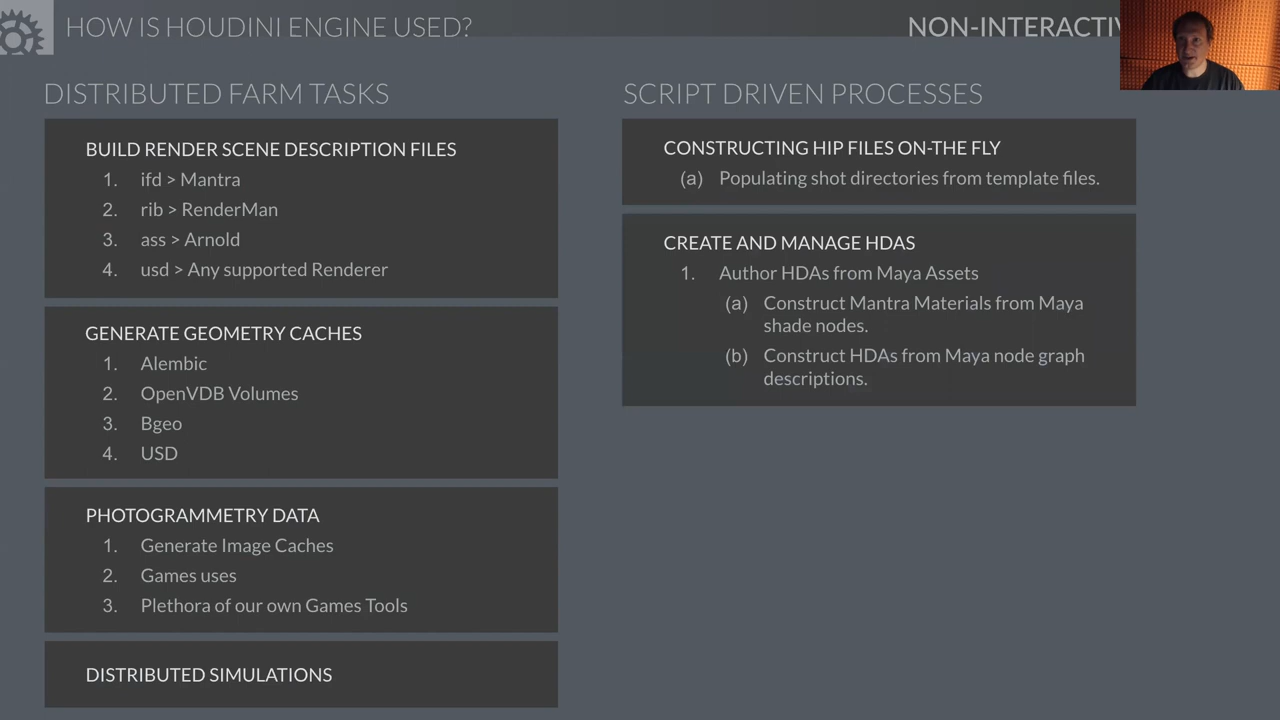 HOW IS HOUDINI ENGINE USED?
NON-INTERACTIV
DISTRIBUTED FARM TASKS
BUILD RENDER SCENE DESCRIPTION FILES
1. ifd > Mantra
2. rib > RenderMan
3. ass > Arnold
4. usd > Any supported Renderer
GENERATE GEOMETRY CACHES
1. Alembic
2. OpenVDB Volumes
3. Bgeo
4. USD
PHOTOGRAMMETRY DATA
1. Generate Image Caches
2. Games uses
3. Plethora of our own Games Tools
DISTRIBUTED SIMULATIONS
SCRIPT DRIVEN PROCESSES
CONSTRUCTING HIP FILES ON-THE FLY
(a) Populating shot directories from template files.
CREATE AND MANAGE HDAS
1. Author HDAs from Maya Assets
(a) Construct Mantra Materials from Maya
shade nodes.
(b) Construct HDAs from Maya node graph
descriptions.